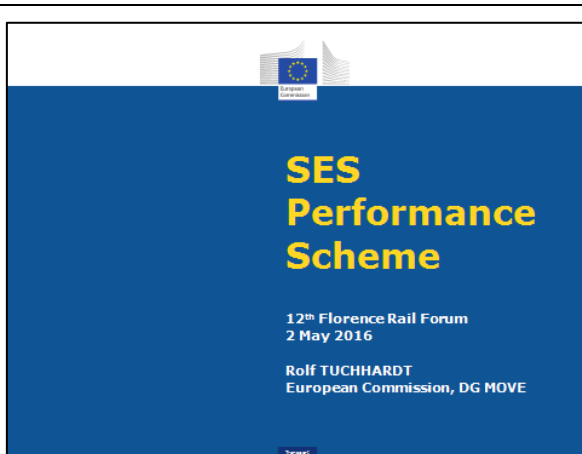 European
Commission
SES
Performance
Scheme
12th Florence Rail Forum
2 May 2016
Rolf TUCHHARDT
European Commission, DG MOVE